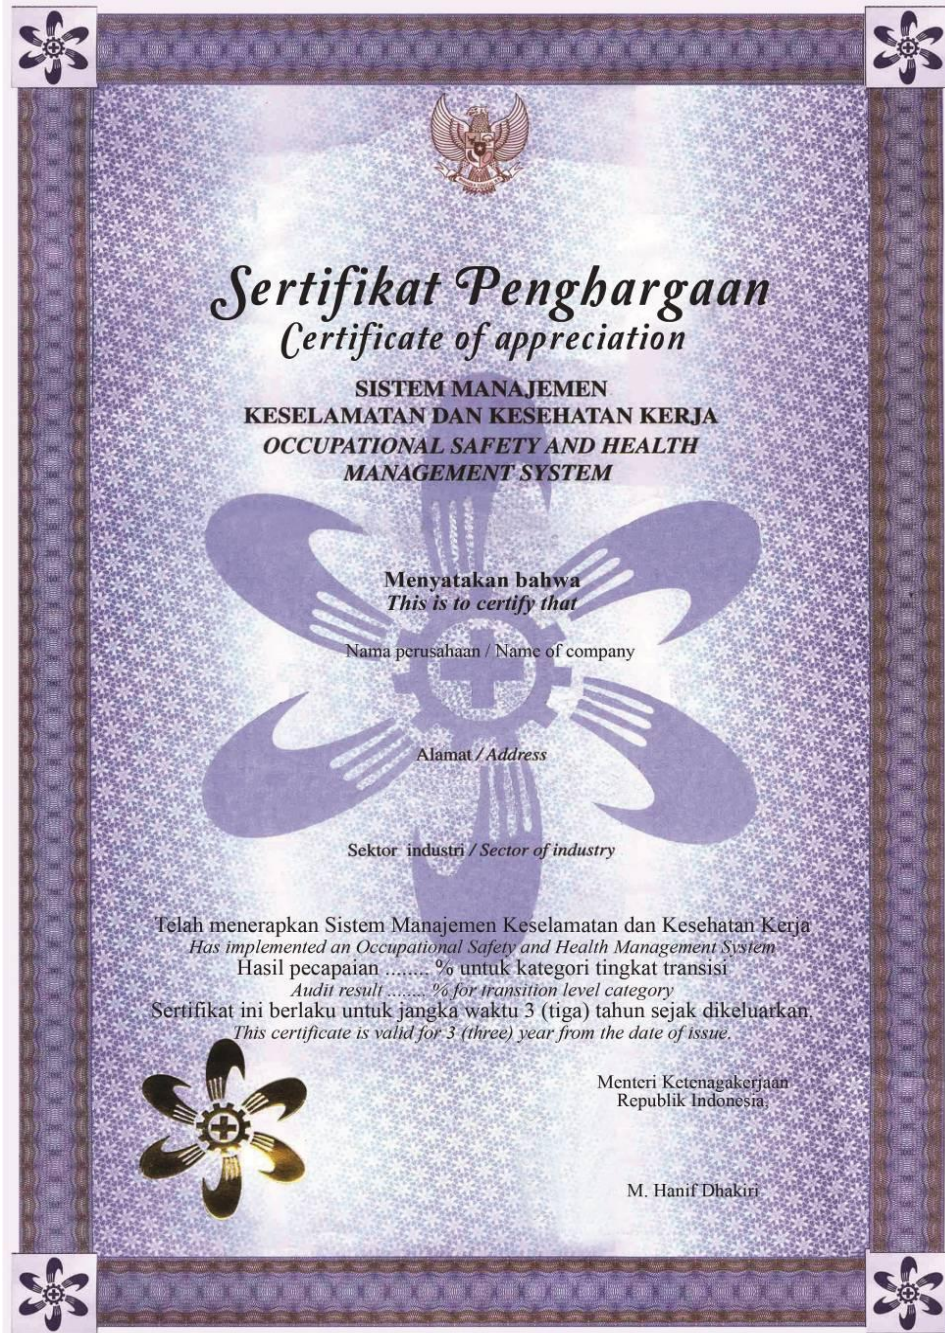 Sertifikat Penghargaan
Certificate of appreciation
SISTEM MANAJEMEN
KESELAMATAN DAN KESEHATAN KERJA
OCCUPATIONAL SAFETY AND HEALTH
MANAGEMENT SYSTEM
Menyatakan bahwa
This is to certify that
Nama perusahaan / Name of company
Alamat / Address
Sektor industri / Sector of industry
Telah menerapkan Sistem Manajemen Keselamatan dan Kesehatan Kerja
Has implemented an Occupational Safety and Health Management System
Hasil pecapaian ........ % untuk kategori tingkat transisi
Audit result ........ % for transition level category
Sertifikat ini berlaku untuk jangka waktu 3 (tiga) tahun sejak dikeluarkan.
This certificate is valid for 3 (three) year from the date of issue.
Menteri Ketenagakerjaan
Republik Indonesia,
M. Hanif Dhakiri